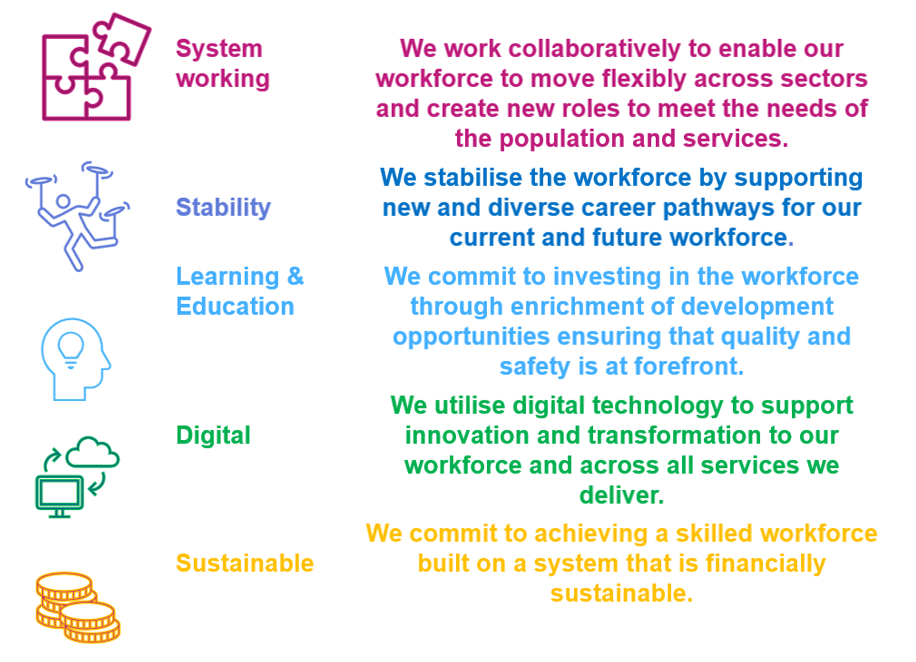 System
working
We work collaboratively to enable our
workforce to move flexibly across sectors
and create new roles to meet the needs of
the population and services.
Stability
We stabilise the workforce by supporting
new and diverse career pathways for our
current and future workforce.
Learning &
Education
We commit to investing in the workforce
through enrichment of development
opportunities ensuring that quality and
safety is at forefront.
Digital
We utilise digital technology to support
innovation and transformation to our
workforce and across all services we
deliver.
Sustainable
We commit to achieving a skilled workforce
built on a system that is financially
sustainable.